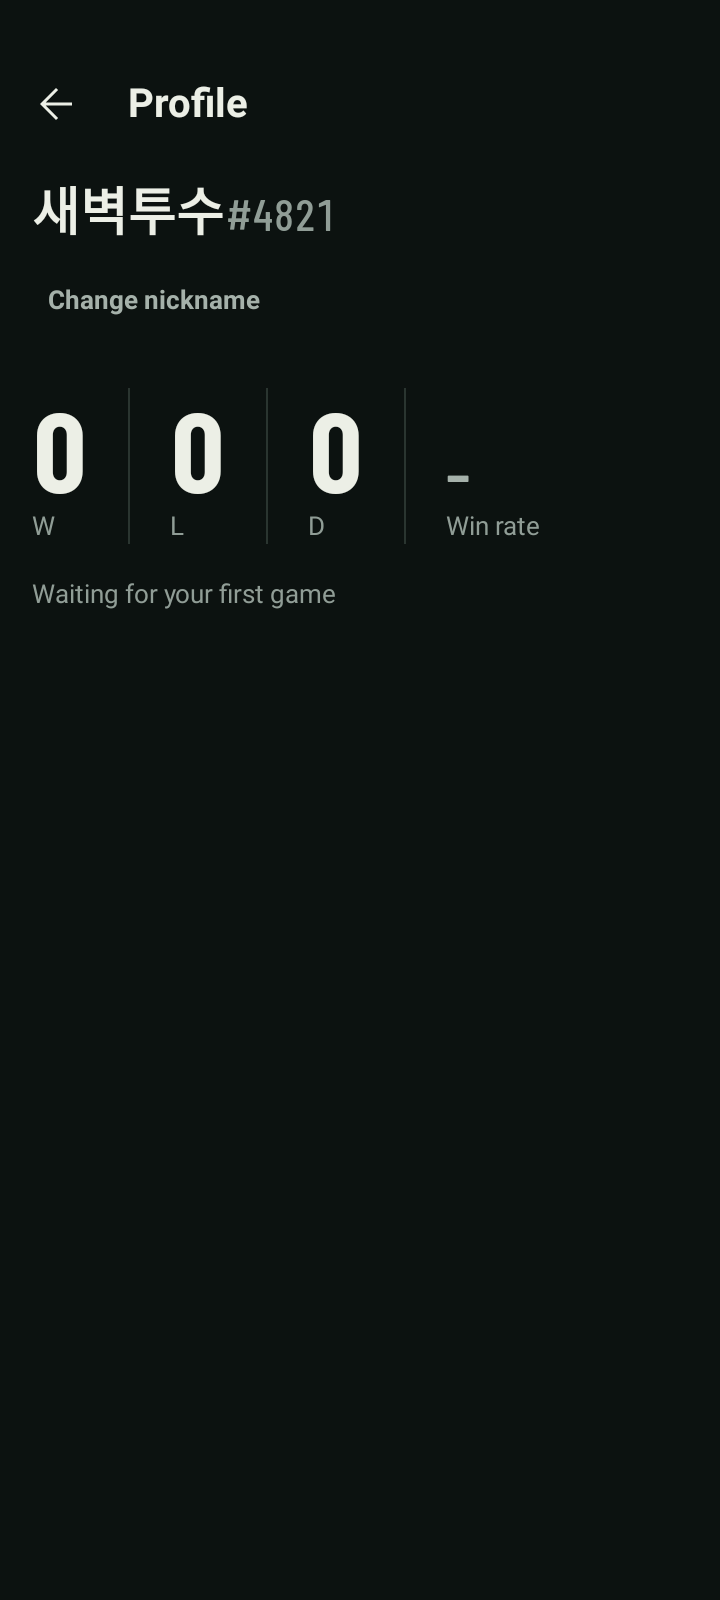 Profile
새벽투수#4821
Change nickname
0 0 0 -
W L D Win rate
Waiting for your first game